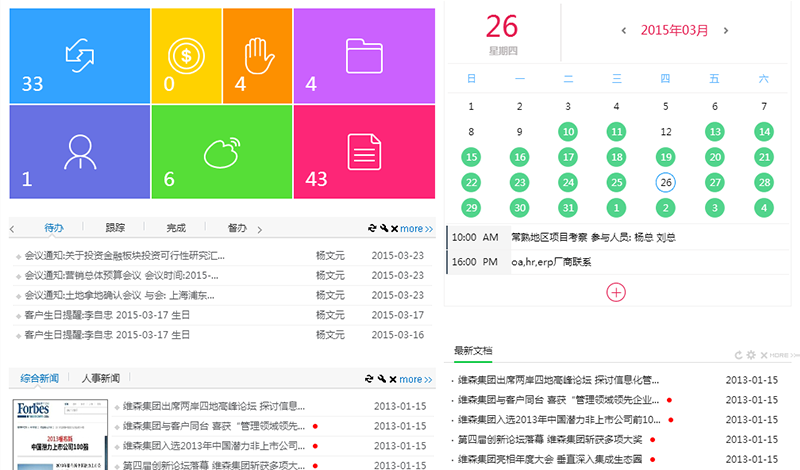 33
0
4
4
1
6
43
待办 跟踪 完成 督办 more >>
会议通知:关于投资金融板块投资可行性研究汇... 杨文元 2015-03-23
会议通知:营销总体预算会议 会议时间:2015-... 杨文元 2015-03-23
会议通知:土地拿地确认会议 与会: 上海浦东... 杨文元 2015-03-23
客户生日提醒:李自忠 2015-03-17 生日 杨文元 2015-03-17
客户生日提醒:李自忠 2015-03-17 生日 杨文元 2015-03-16
综合新闻 人事新闻 more >>
Forbes
2013福布斯
中国潜力上市公司100强
维森集团出席两岸四地高峰论坛 探讨信息... 2013-01-15
维森集团与客户同台 喜获“管理领域领先... 2013-01-15
维森集团入选2013年中国潜力非上市公司... 2013-01-15
第四届创新论坛落幕 维森集团斩获多项大... 2013-01-15
26
星期四
2015年03月
日 一 二 三 四 五 六
1 2 3 4 5 6 7
8 9 10 11 12 13 14
15 16 17 18 19 20 21
22 23 24 25 26 27 28
29 30 31 1 2 3 4
10:00 AM 常熟地区项目考察 参与人员: 杨总 刘总
16:00 PM oa,hr,erp厂商联系
最新文档 MORE >>
维森集团出席两岸四地高峰论坛 探讨信息化管... 2013-01-15
维森集团与客户同台 喜获“管理领域领先企业... 2013-01-15
维森集团入选2013年中国潜力非上市公司前10... 2013-01-15
第四届创新论坛落幕 维森集团斩获多项大奖 2013-01-15
维森集团亮相年度大会 垂直深入集成生态圆 2013-01-15